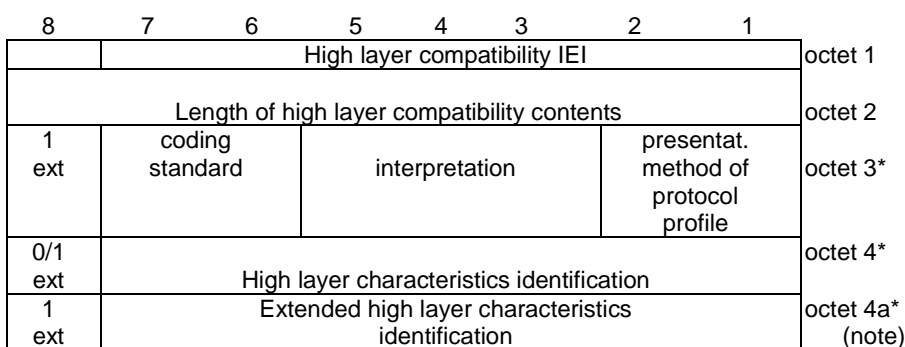 8 7 6 5 4 3 2 1
High layer compatibility IEI octet 1
Length of high layer compatibility contents octet 2
1 coding presentat.
ext standard interpretation method of octet 3*
protocol
profile
0/1 octet 4*
ext High layer characteristics identification
1 Extended high layer characteristics octet 4a*
ext identification (note)